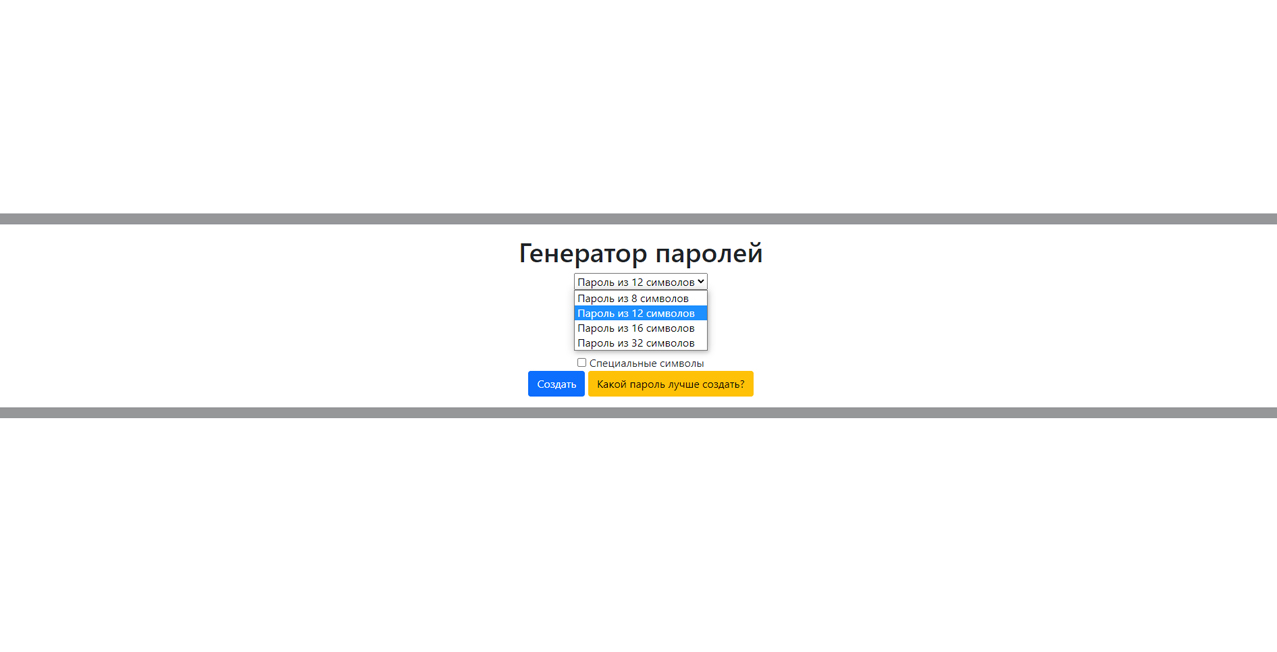 Генератор паролей
Пароль из 12 символов
Пароль из 8 символов
Пароль из 12 символов
Пароль из 16 символов
Пароль из 32 символов
Специальные символы
Создать Какой пароль лучше создать?